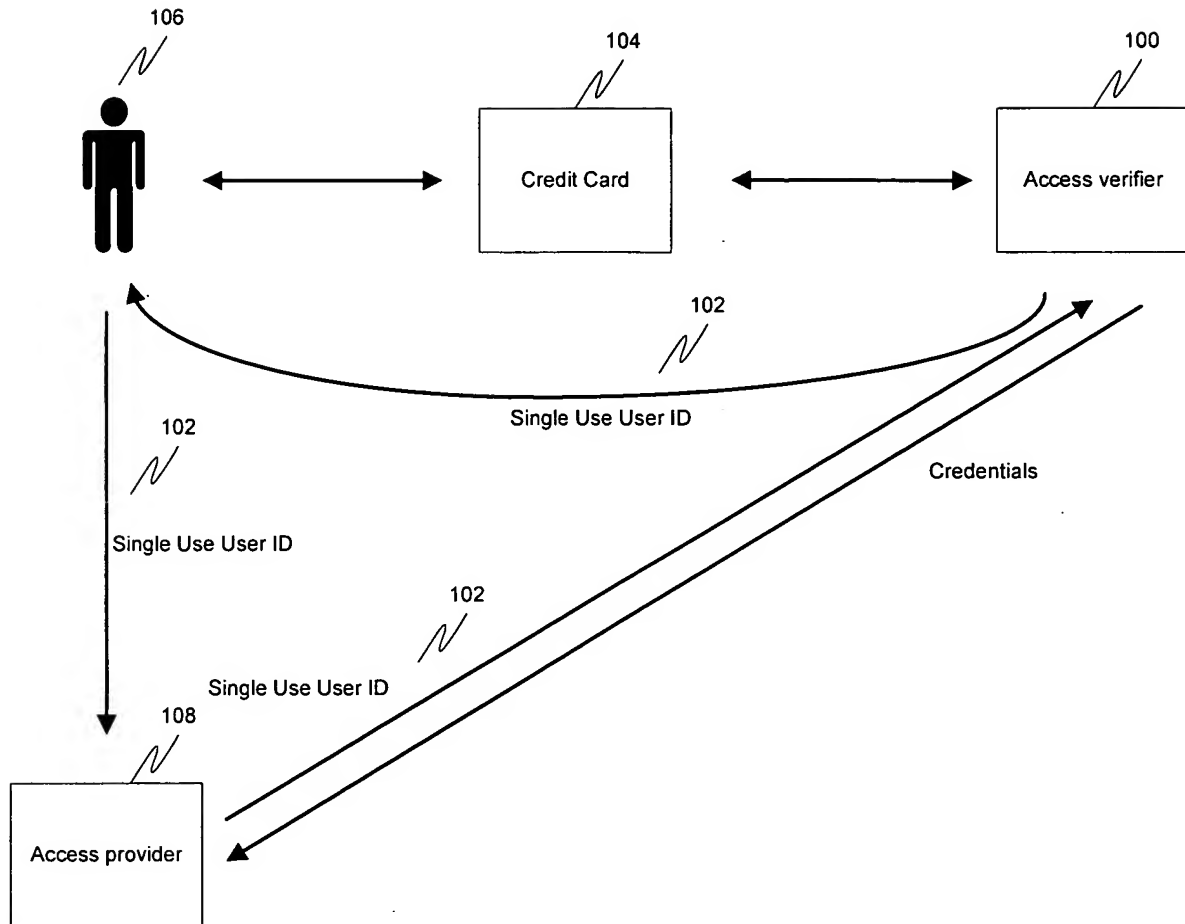 106
104
100
Credit Card
Access verifier
102
Single Use User ID
102
Credentials
Single Use User ID
102
Single Use User ID
108
Access provider